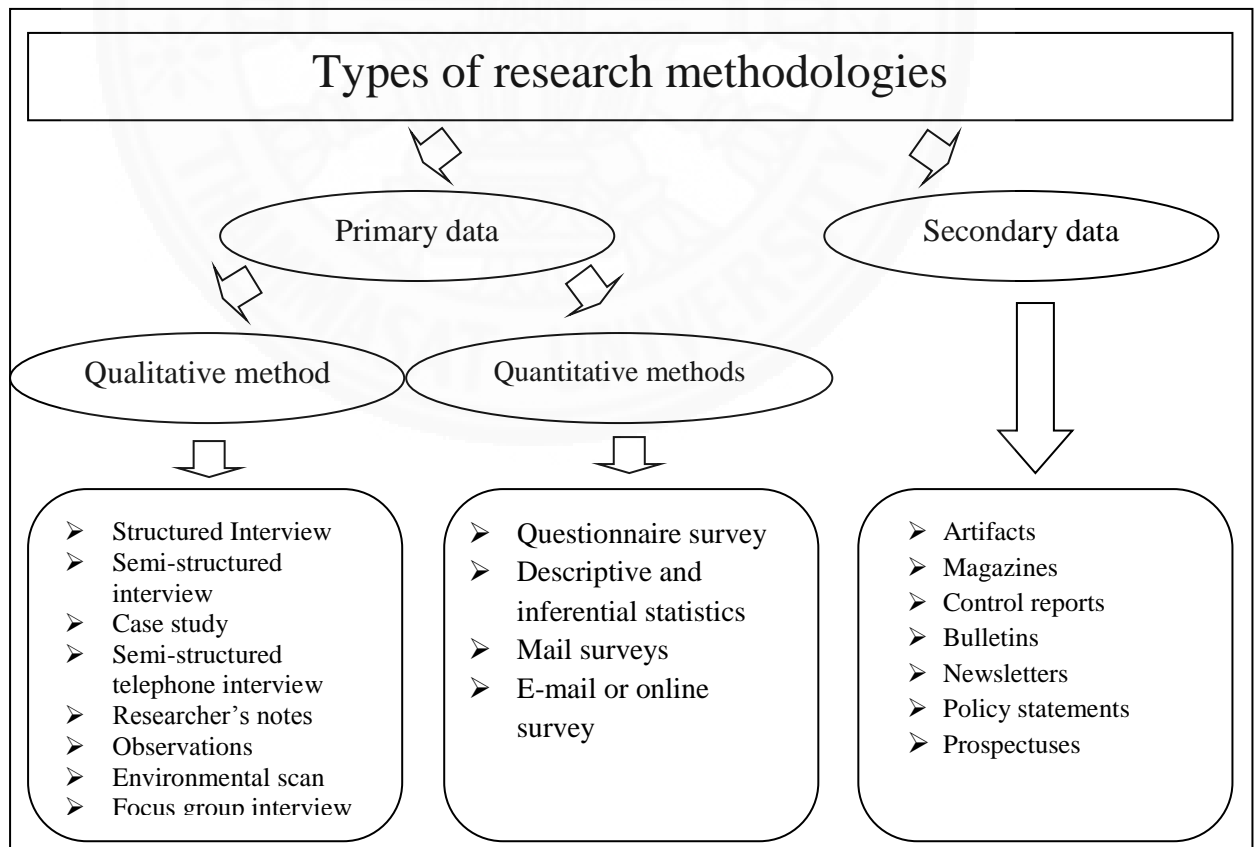 Types of research methodologies
Primary data
Secondary data
Qualitative method
Quantitative methods
➢ Structured Interview
➢ Semi-structured
interview
➢ Case study
➢ Semi-structured
telephone interview
➢ Researcher’s notes
➢ Observations
➢ Environmental scan
➢ Focus group interview
➢ Questionnaire survey
➢ Descriptive and
inferential statistics
➢ Mail surveys
➢ E-mail or online
survey
➢ Artifacts
➢ Magazines
➢ Control reports
➢ Bulletins
➢ Newsletters
➢ Policy statements
➢ Prospectuses